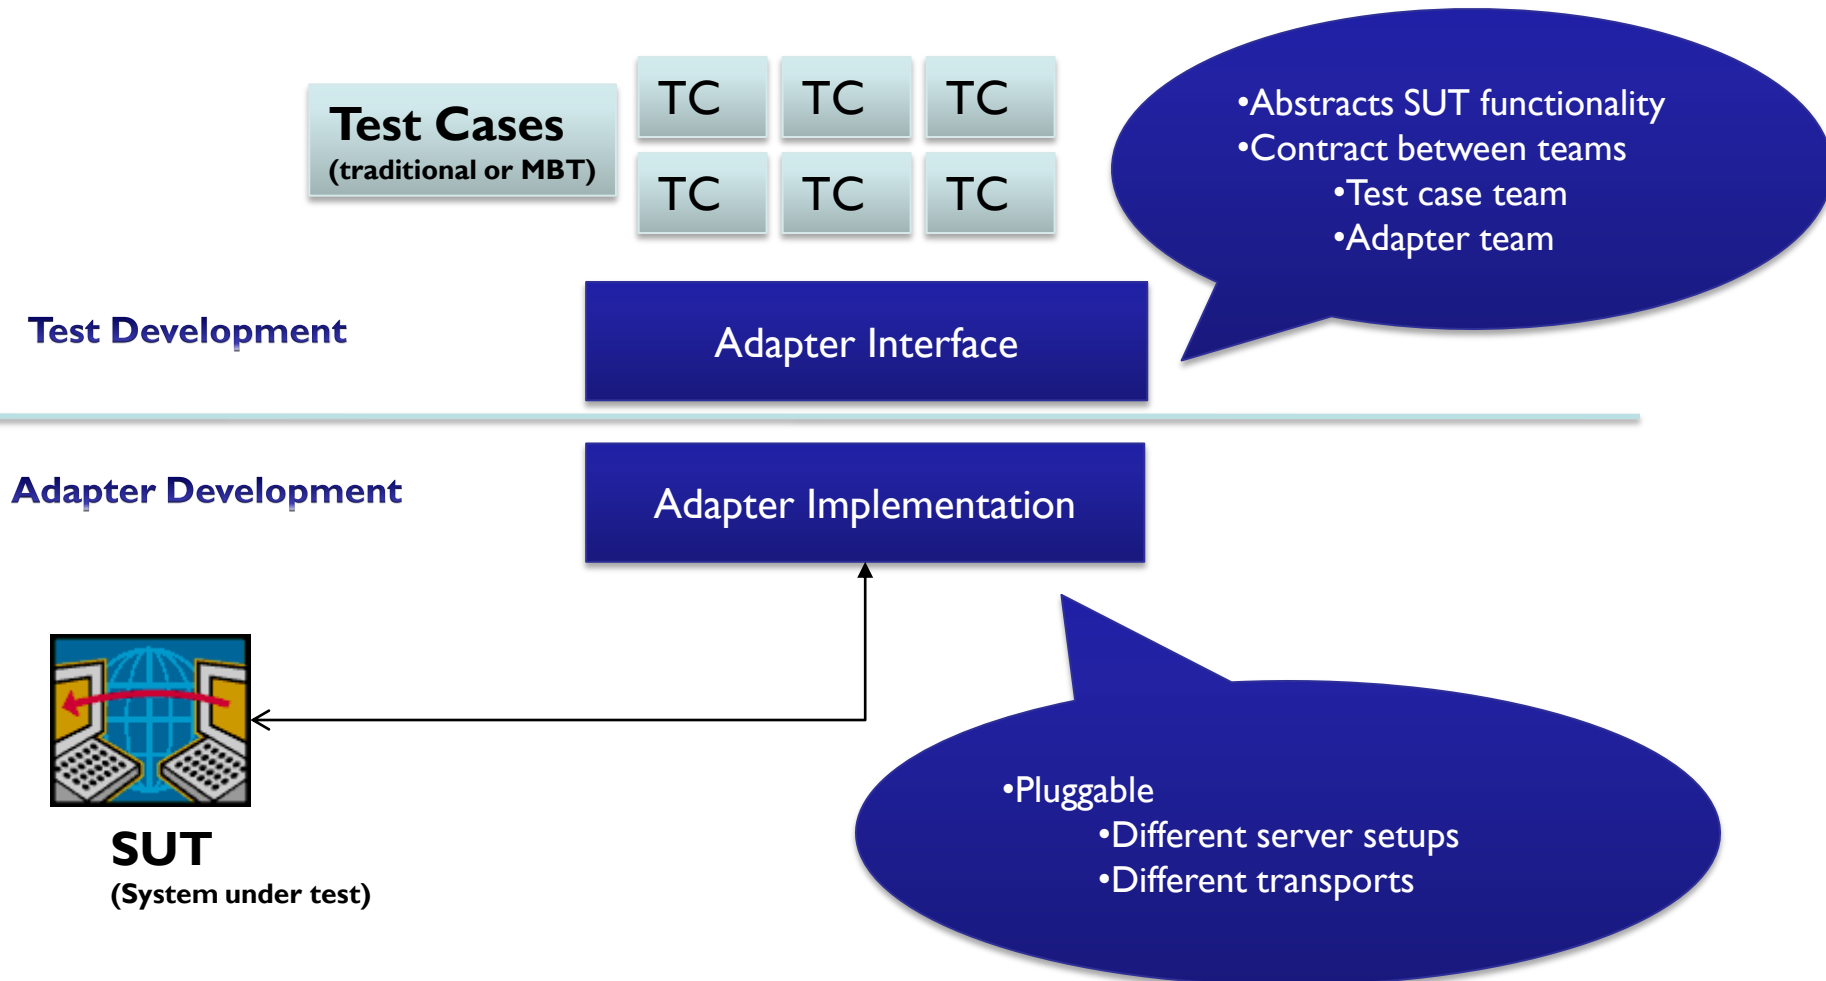 Test Cases
(traditional or MBT)
TC TC TC
TC TC TC
•Abstracts SUT functionality
•Contract between teams
•Test case team
•Adapter team
Test Development
Adapter Interface
Adapter Development
Adapter Implementation
SUT
(System under test)
•Pluggable
•Different server setups
•Different transports